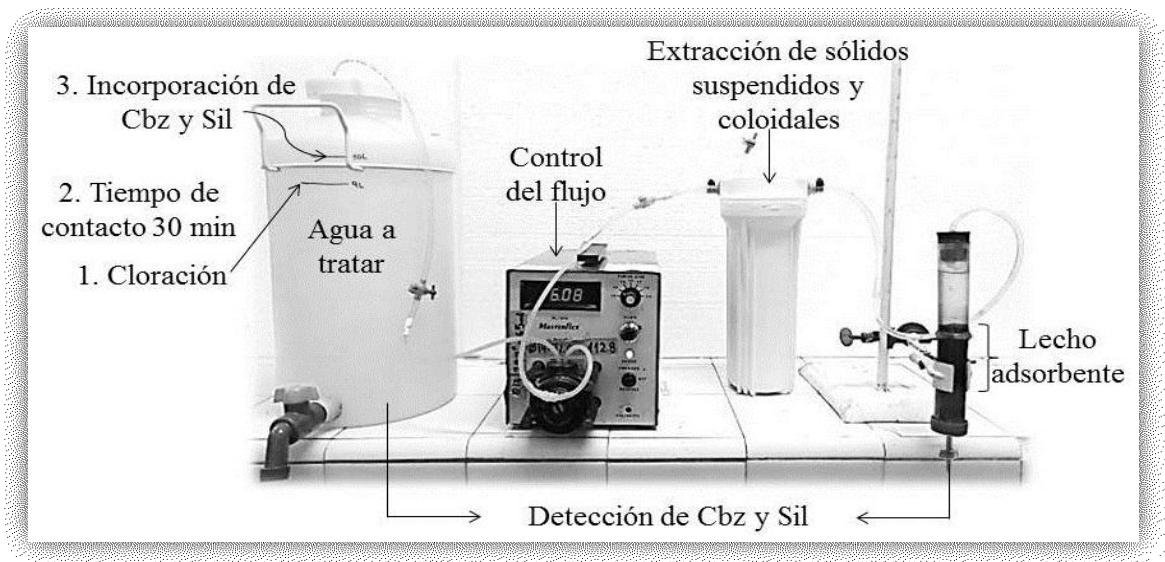 3. Incorporación de
Cbz y Sil
2. Tiempo de
contacto 30 min
1. Cloración
Agua a
tratar
9L
Control
del flujo
6.08
Masterflex
Extracción de sólidos
suspendidos y
coloidales
Lecho
adsorbente
Detección de Cbz y Sil